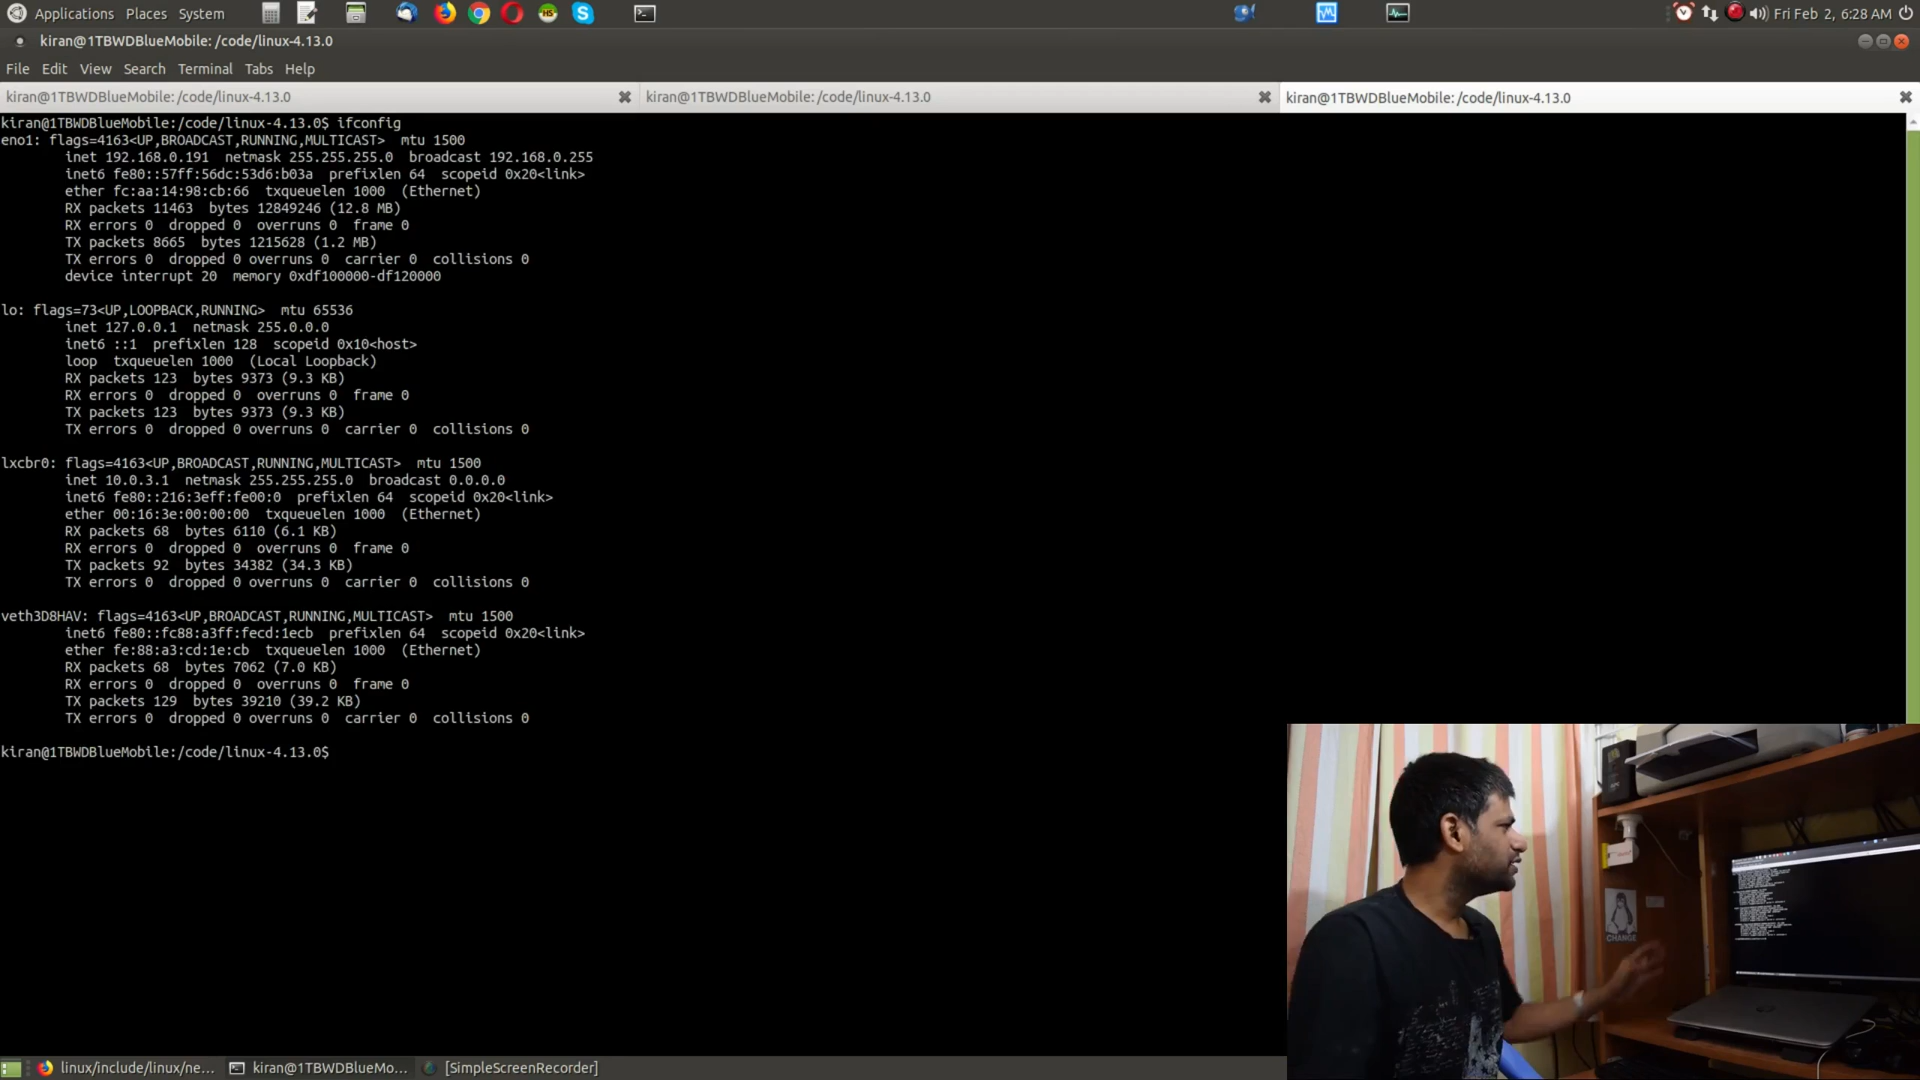 Applications Places System
Fri Feb 2, 6:28 AM
kiran@1TBWDBlueMobile: /code/linux-4.13.0
File Edit View Search Terminal Tabs Help
kiran@1TBWDBlueMobile: /code/linux-4.13.0
kiran@1TBWDBlueMobile: /code/linux-4.13.0
kiran@1TBWDBlueMobile: /code/linux-4.13.0
kiran@1TBWDBlueMobile:/code/linux-4.13.0$ ifconfig
eno1: flags=4163<UP,BROADCAST,RUNNING,MULTICAST>  mtu 1500
        inet 192.168.0.191  netmask 255.255.255.0  broadcast 192.168.0.255
        inet6 fe80::57ff:56dc:53d6:b03a  prefixlen 64  scopeid 0x20<link>
        ether fc:aa:14:98:cb:66  txqueuelen 1000  (Ethernet)
        RX packets 11463  bytes 12849246 (12.8 MB)
        RX errors 0  dropped 0  overruns 0  frame 0
        TX packets 8665  bytes 1215628 (1.2 MB)
        TX errors 0  dropped 0 overruns 0  carrier 0  collisions 0
        device interrupt 20  memory 0xdf100000-df120000
lo: flags=73<UP,LOOPBACK,RUNNING>  mtu 65536
        inet 127.0.0.1  netmask 255.0.0.0
        inet6 ::1  prefixlen 128  scopeid 0x10<host>
        loop  txqueuelen 1000  (Local Loopback)
        RX packets 123  bytes 9373 (9.3 KB)
        RX errors 0  dropped 0  overruns 0  frame 0
        TX packets 123  bytes 9373 (9.3 KB)
        TX errors 0  dropped 0 overruns 0  carrier 0  collisions 0
lxcbr0: flags=4163<UP,BROADCAST,RUNNING,MULTICAST>  mtu 1500
        inet 10.0.3.1  netmask 255.255.255.0  broadcast 0.0.0.0
        inet6 fe80::216:3eff:fe00:0  prefixlen 64  scopeid 0x20<link>
        ether 00:16:3e:00:00:00  txqueuelen 1000  (Ethernet)
        RX packets 68  bytes 6110 (6.1 KB)
        RX errors 0  dropped 0  overruns 0  frame 0
        TX packets 92  bytes 34382 (34.3 KB)
        TX errors 0  dropped 0 overruns 0  carrier 0  collisions 0
veth3D8HAV: flags=4163<UP,BROADCAST,RUNNING,MULTICAST>  mtu 1500
        inet6 fe80::fc88:a3ff:fecd:1ecb  prefixlen 64  scopeid 0x20<link>
        ether fe:88:a3:cd:1e:cb  txqueuelen 1000  (Ethernet)
        RX packets 68  bytes 7062 (7.0 KB)
        RX errors 0  dropped 0  overruns 0  frame 0
        TX packets 129  bytes 39210 (39.2 KB)
        TX errors 0  dropped 0 overruns 0  carrier 0  collisions 0
kiran@1TBWDBlueMobile:/code/linux-4.13.0$
CHANGE
linux/include/linux/ne... kiran@1TBWDBlueMo... [SimpleScreenRecorder]